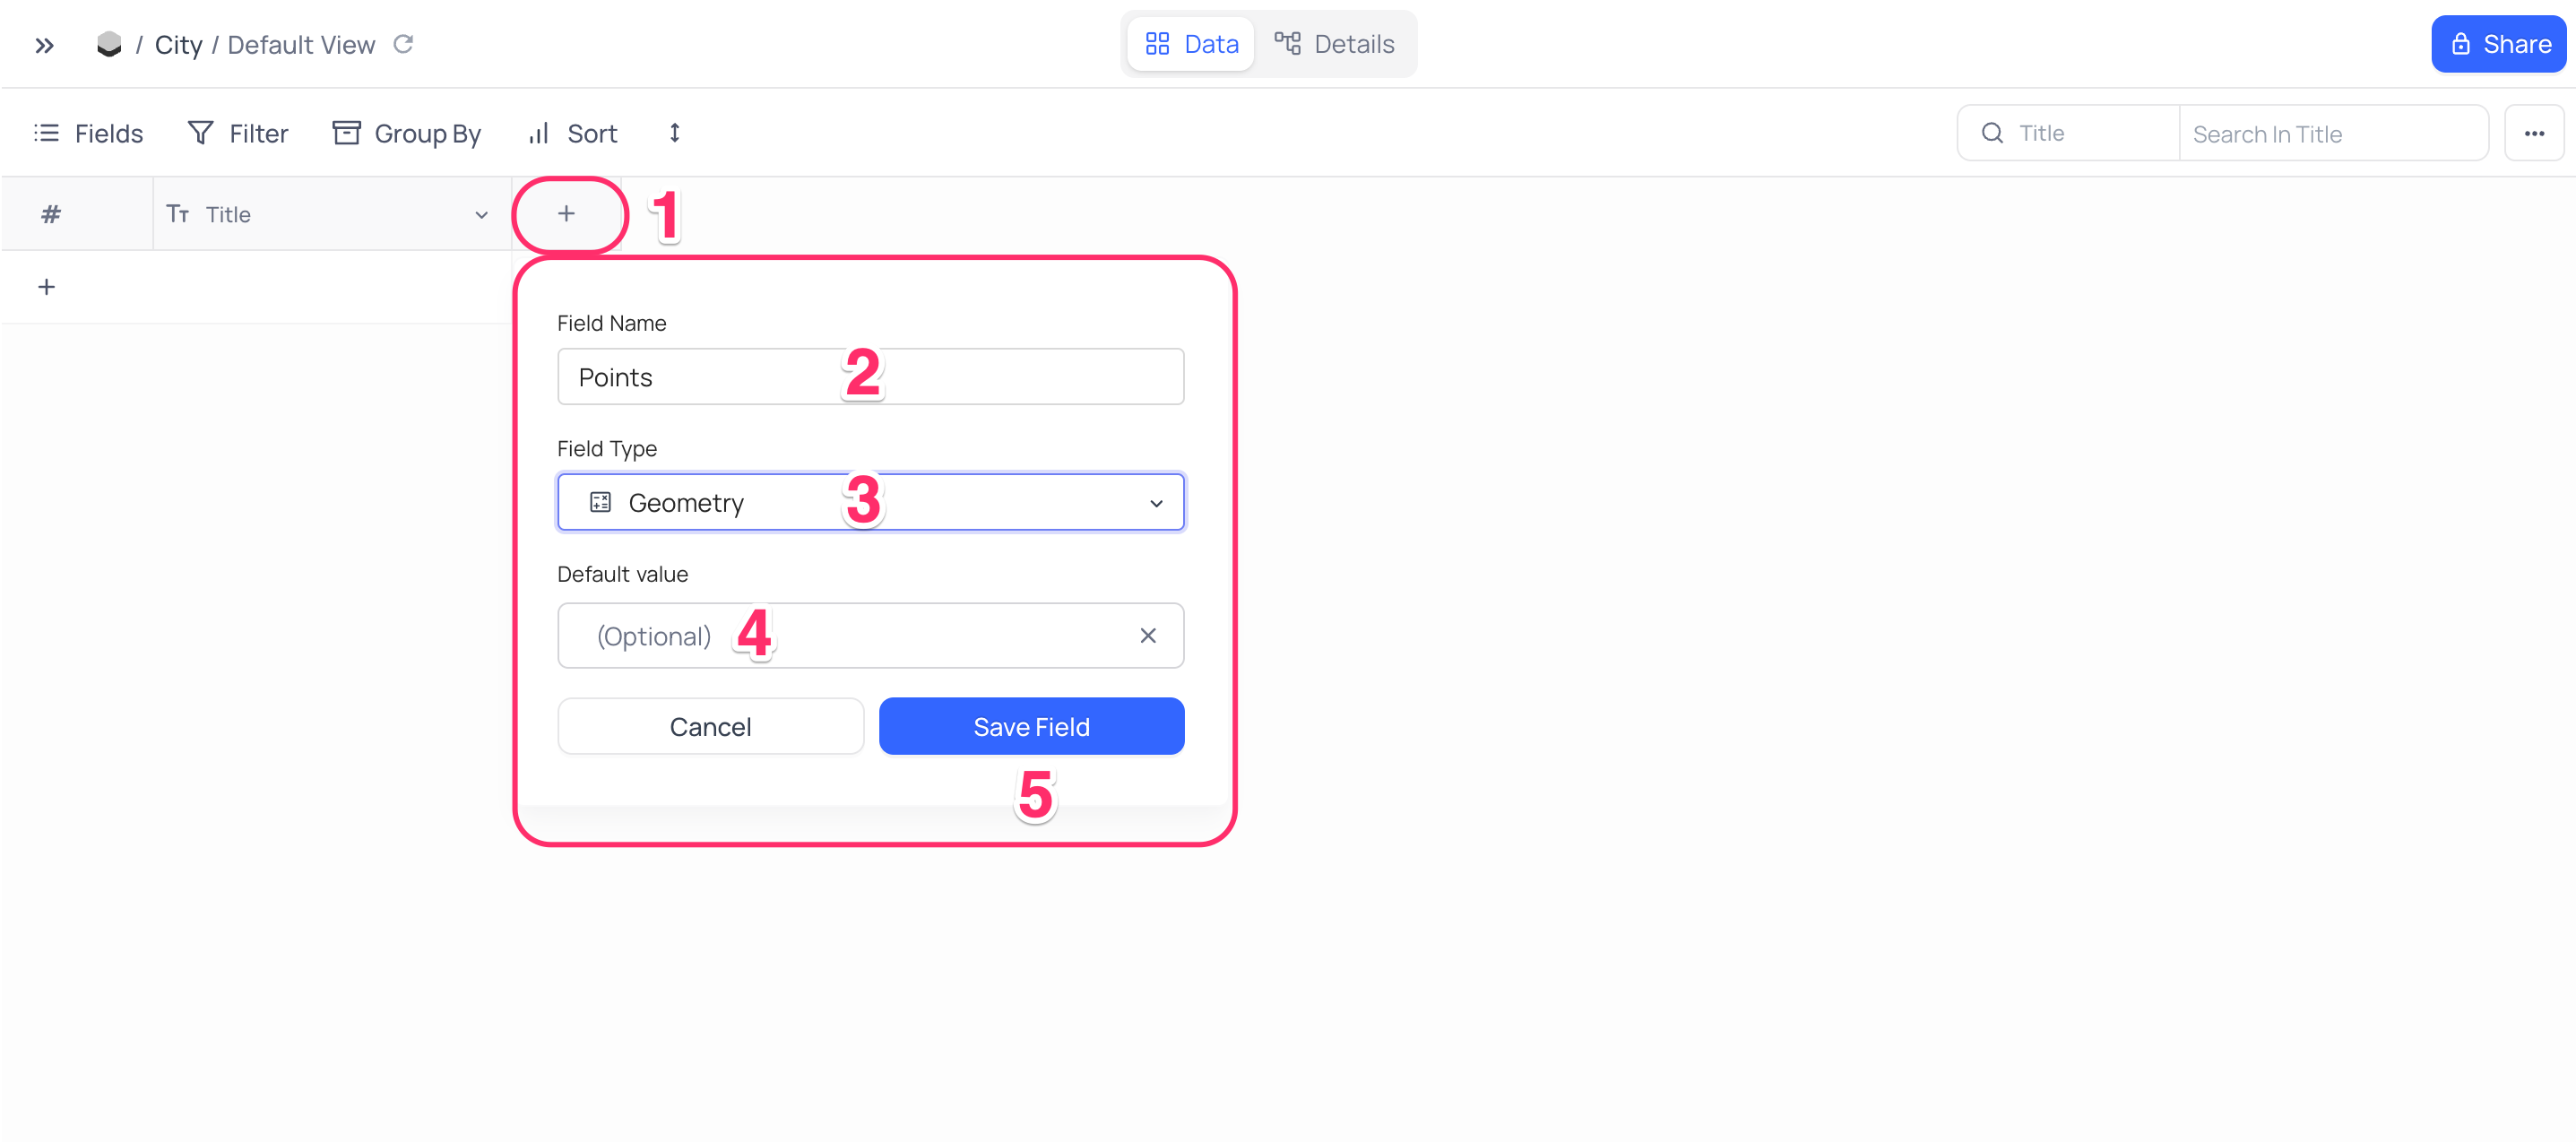 / City / Default View
Data Details
Share
Fields Filter Group By Sort
Title Search In Title
# Tт Title + 1
+
Field Name
Points 2
Field Type
Geometry 3
Default value
(Optional) 4
Cancel Save Field
5